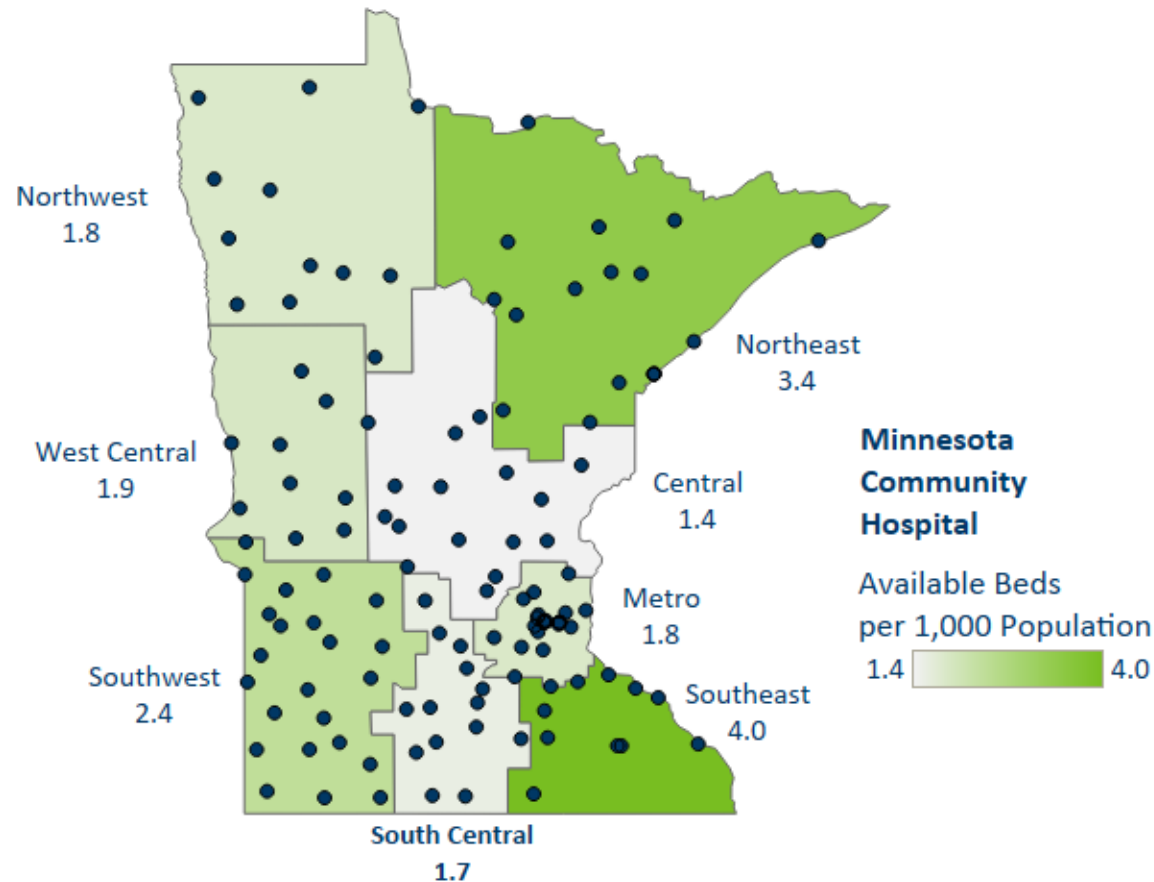 Northwest
1.8
Northeast
3.4
West Central
1.9
Central
1.4
Metro
1.8
Southwest
2.4
Southeast
4.0
South Central
1.7
Minnesota
Community
Hospital
Available Beds
per 1,000 Population
1.4 4.0